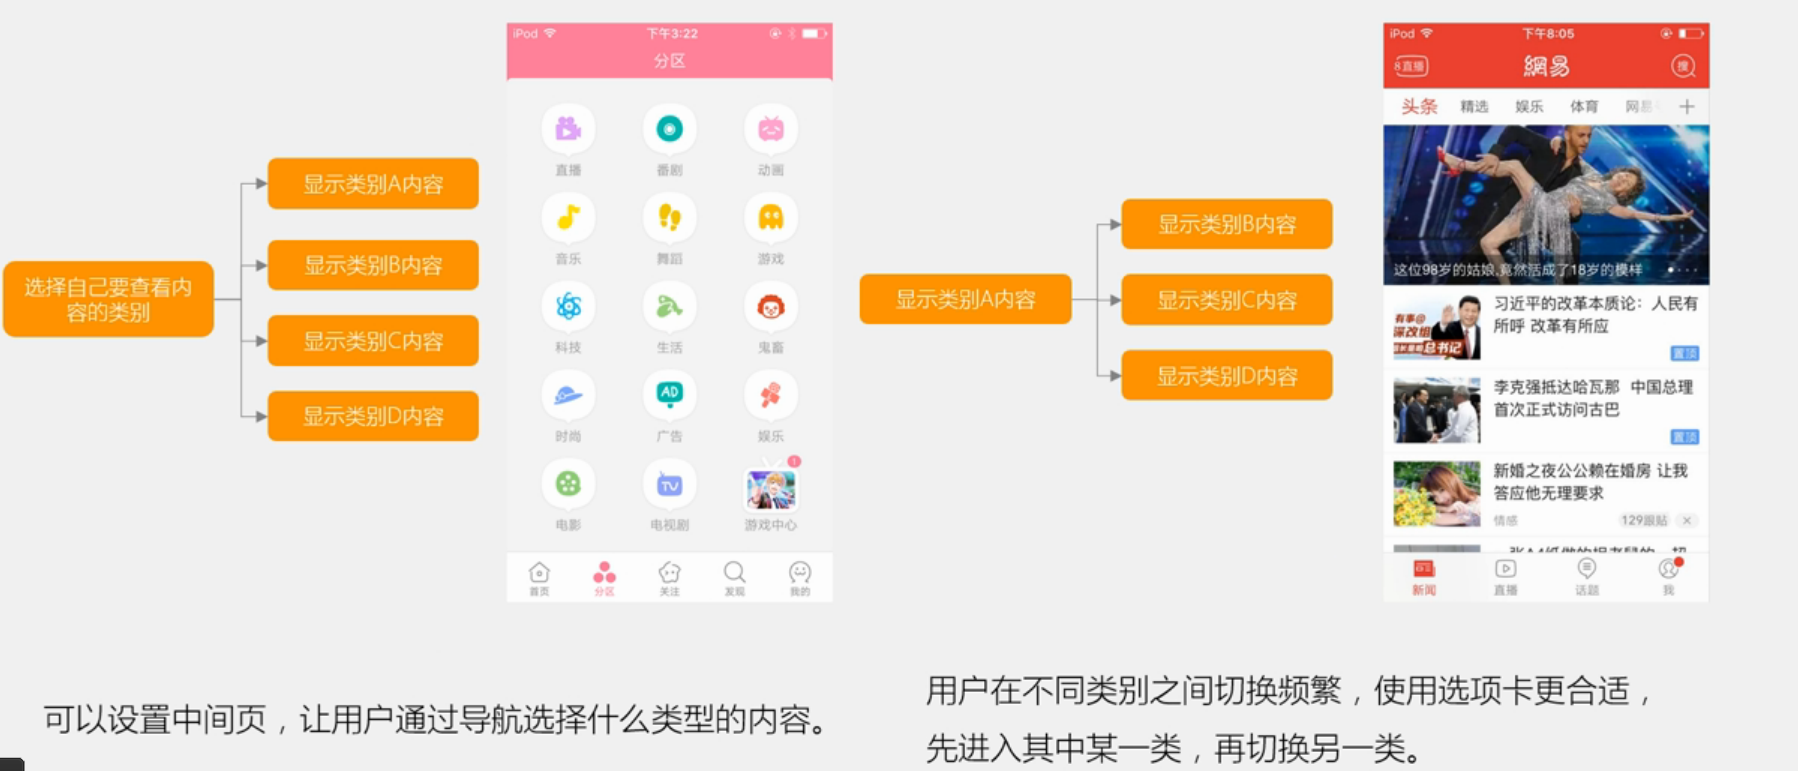 选择自己要查看内
容的类别
显示类别A内容
显示类别B内容
显示类别C内容
显示类别D内容
iPod 下午3:22
分区
直播 番剧 动画
音乐 舞蹈 游戏
科技 生活 鬼畜
时尚 广告 娱乐
AD
TV
1
电影 电视剧 游戏中心
首页 分区 关注 发现 我的
可以设置中间页，让用户通过导航选择什么类型的内容。
显示类别A内容
显示类别B内容
显示类别C内容
显示类别D内容
iPod 下午8:05
直播 網易 搜
头条 精选 娱乐 体育 网易
这位98岁的姑娘,竟然活成了18岁的模样
习近平的改革本质论：人民有
所呼 改革有所应
置顶
有事@
深改组
总书记
李克强抵达哈瓦那 中国总理
首次正式访问古巴
置顶
新婚之夜公公赖在婚房 让我
答应他无理要求
情感 129跟贴
新闻 直播 话题 我
用户在不同类别之间切换频繁，使用选项卡更合适，
先进入其中某一类，再切换另一类。